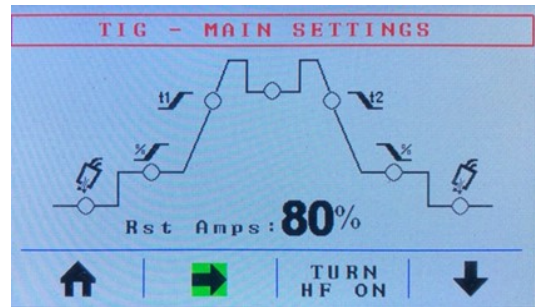 TIG - MAIN SETTINGS
t1
t2
%
%
Rst Amps: 80%
TURN
HF ON